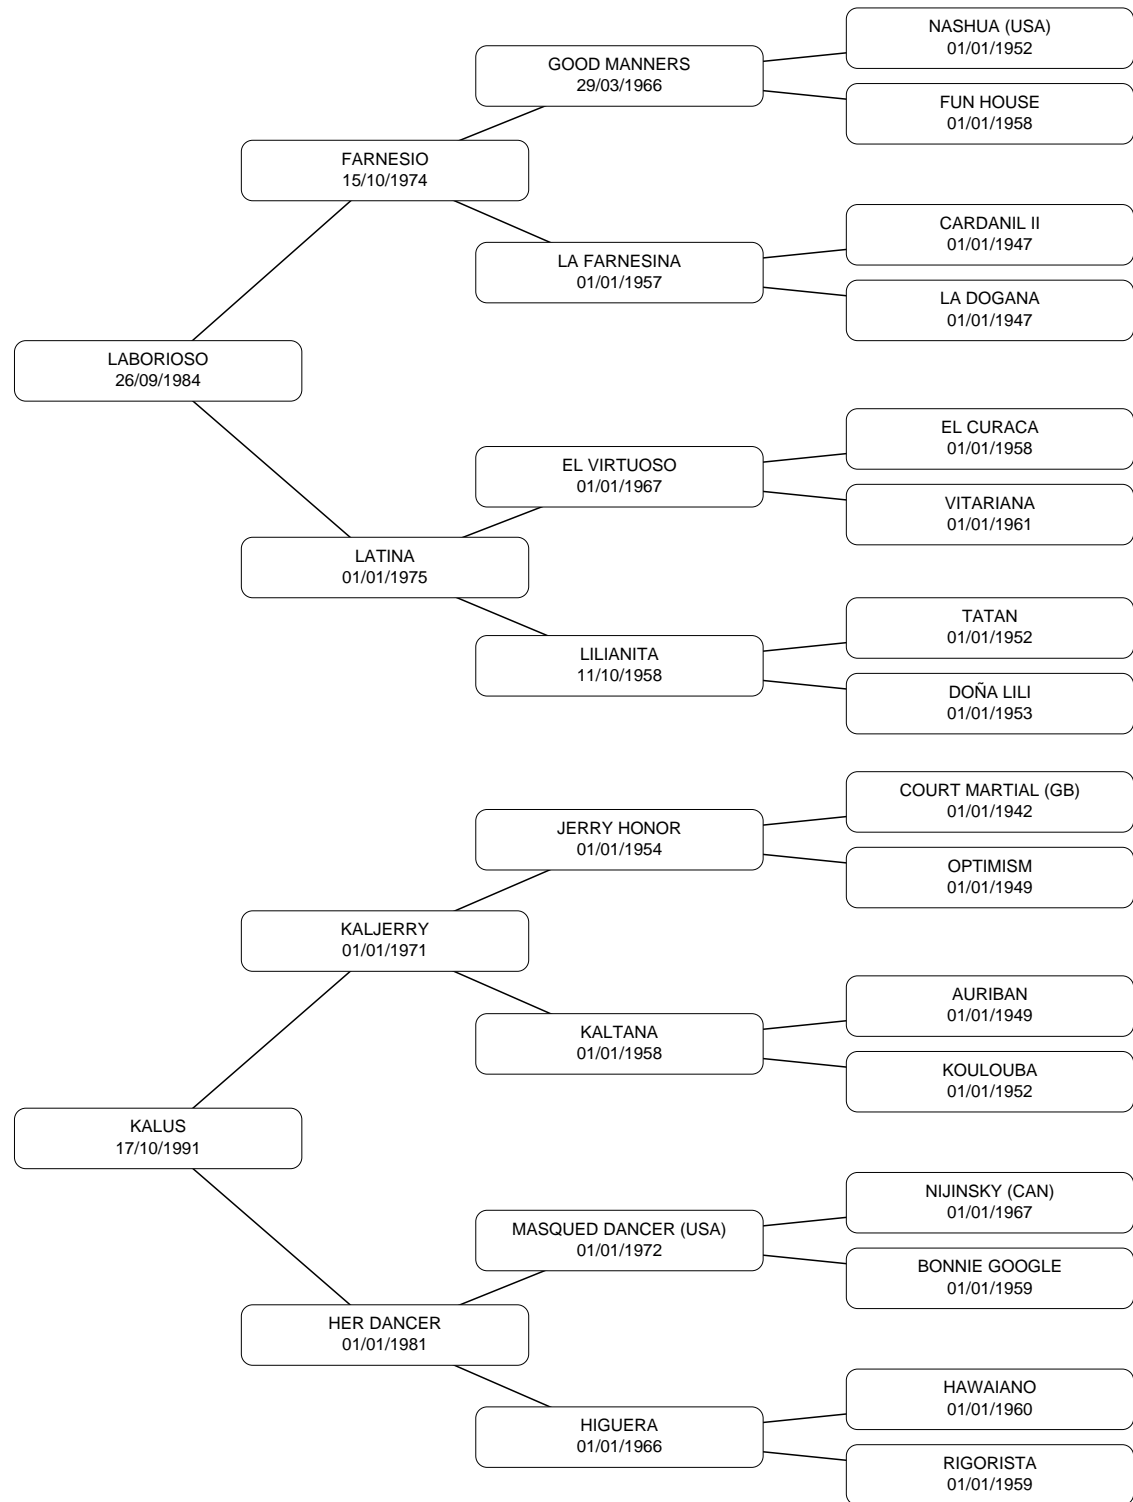 NASHUA (USA)
01/01/1952
GOOD MANNERS
29/03/1966
FUN HOUSE
01/01/1958
FARNESIO
15/10/1974
CARDANIL II
01/01/1947
LA FARNESINA
01/01/1957
LA DOGANA
01/01/1947
LABORIOSO
26/09/1984
EL CURACA
01/01/1958
EL VIRTUOSO
01/01/1967
VITARIANA
01/01/1961
LATINA
01/01/1975
TATAN
01/01/1952
LILIANITA
11/10/1958
DOÑA LILI
01/01/1953
COURT MARTIAL (GB)
01/01/1942
JERRY HONOR
01/01/1954
OPTIMISM
01/01/1949
KALJERRY
01/01/1971
AURIBAN
01/01/1949
KALTANA
01/01/1958
KOULOUBA
01/01/1952
KALUS
17/10/1991
NIJINSKY (CAN)
01/01/1967
MASQUED DANCER (USA)
01/01/1972
BONNIE GOOGLE
01/01/1959
HER DANCER
01/01/1981
HAWAIANO
01/01/1960
HIGUERA
01/01/1966
RIGORISTA
01/01/1959